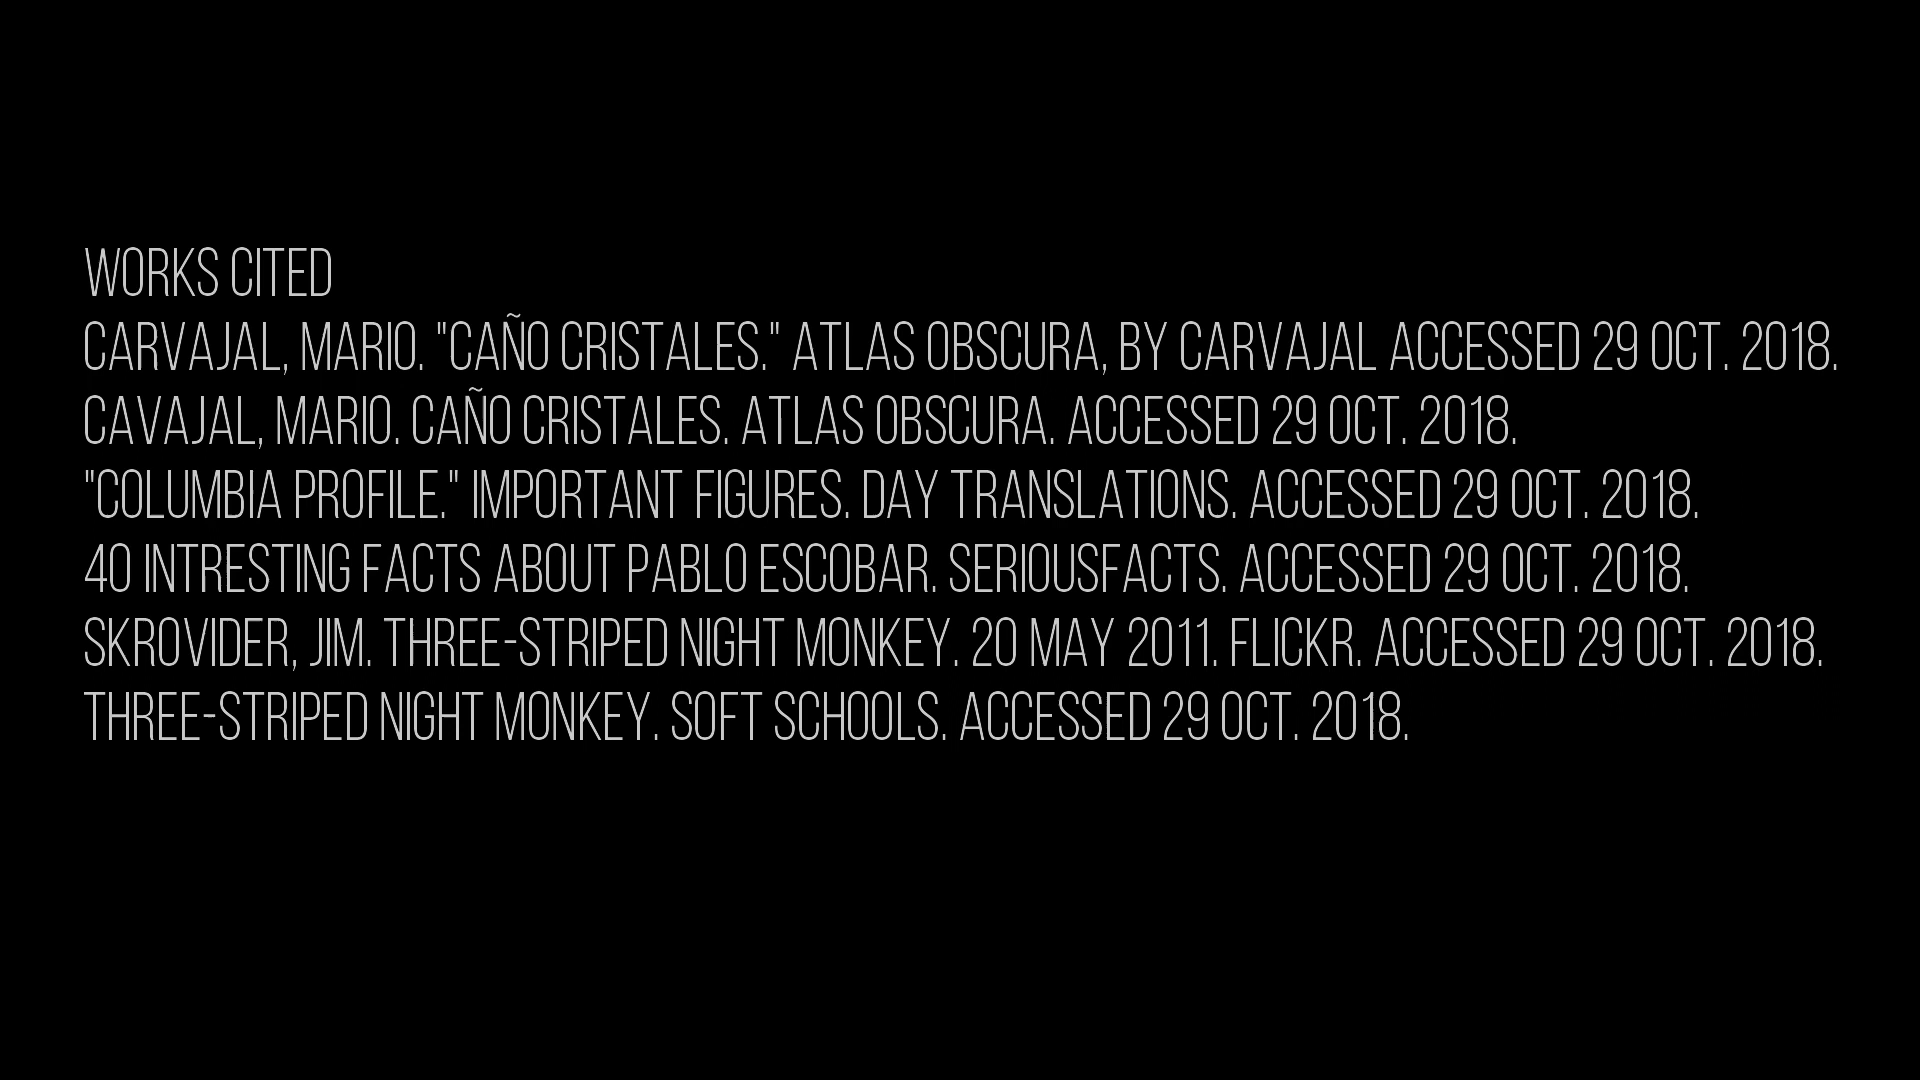 WORKS CITED
CARVAJAL, MARIO. "CAÑO CRISTALES." ATLAS OBSCURA, BY CARVAJAL ACCESSED 29 OCT. 2018.
CAVAJAL, MARIO. CAÑO CRISTALES. ATLAS OBSCURA. ACCESSED 29 OCT. 2018.
"COLUMBIA PROFILE." IMPORTANT FIGURES. DAY TRANSLATIONS. ACCESSED 29 OCT. 2018.
40 INTRESTING FACTS ABOUT PABLO ESCOBAR. SERIOUSFACTS. ACCESSED 29 OCT. 2018.
SKROVIDER, JIM. THREE-STRIPED NIGHT MONKEY. 20 MAY 2011. FLICKR. ACCESSED 29 OCT. 2018.
THREE-STRIPED NIGHT MONKEY. SOFT SCHOOLS. ACCESSED 29 OCT. 2018.